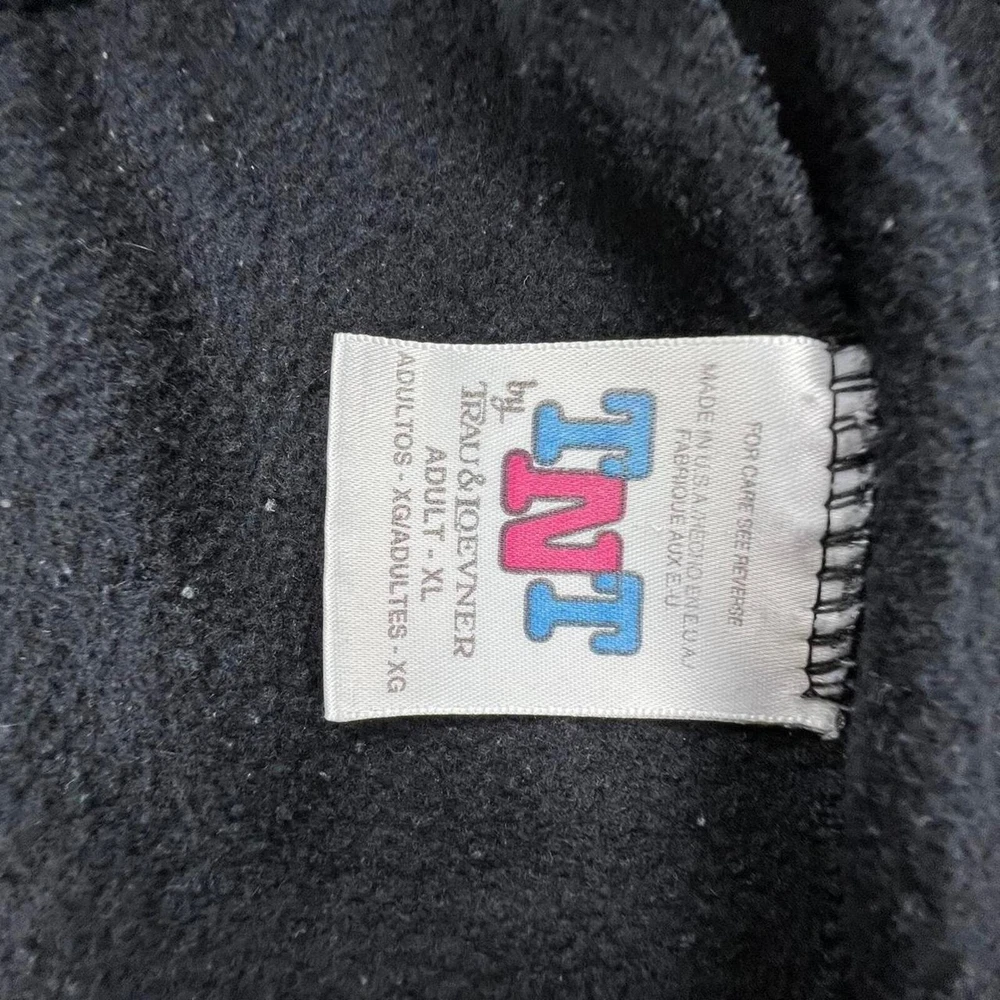 FOR CARE SEE REVERSE
MADE IN U.S.A./MEDIO EN E.U.A./
FABRIQUE AUX E.U.
TNT
by
TRAU & LOEVNER
ADULT - XL
ADULTOS - XG/ADULTES - XG